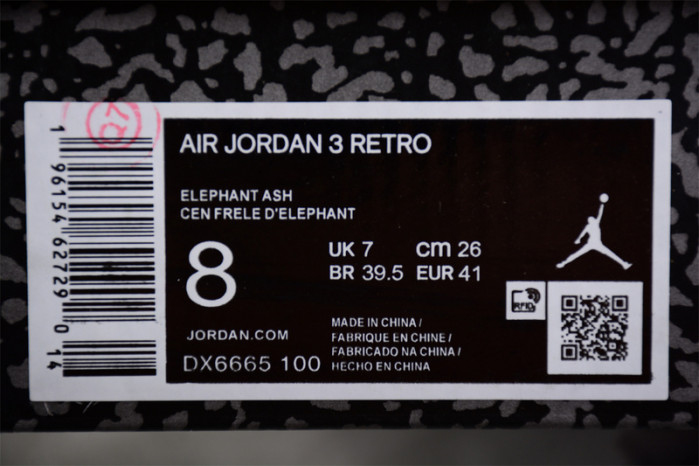 Q7
1 96154 62729 0 14
AIR JORDAN 3 RETRO
ELEPHANT ASH
CEN FRELE D'ELEPHANT
8
UK 7 cm 26
BR 39.5 EUR 41
JORDAN.COM
DX6665 100
MADE IN CHINA /
FABRIQUE EN CHINE /
FABRICADO NA CHINA /
HECHO EN CHINA
RFID